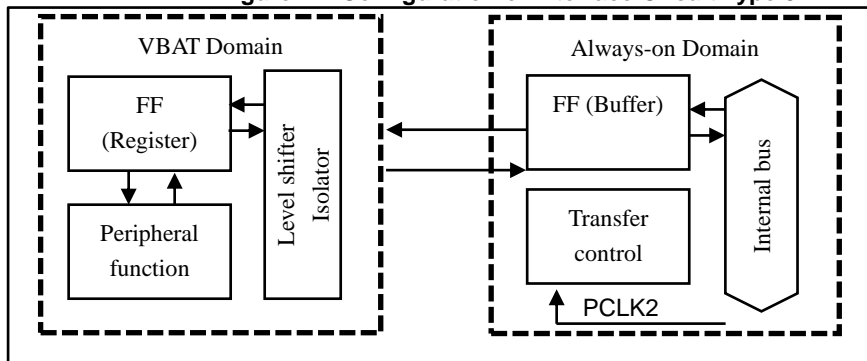 VBAT Domain
Always-on Domain
FF
(Register)
Level shifter
Isolator
Peripheral
function
FF (Buffer)
Transfer
control
Internal bus
PCLK2